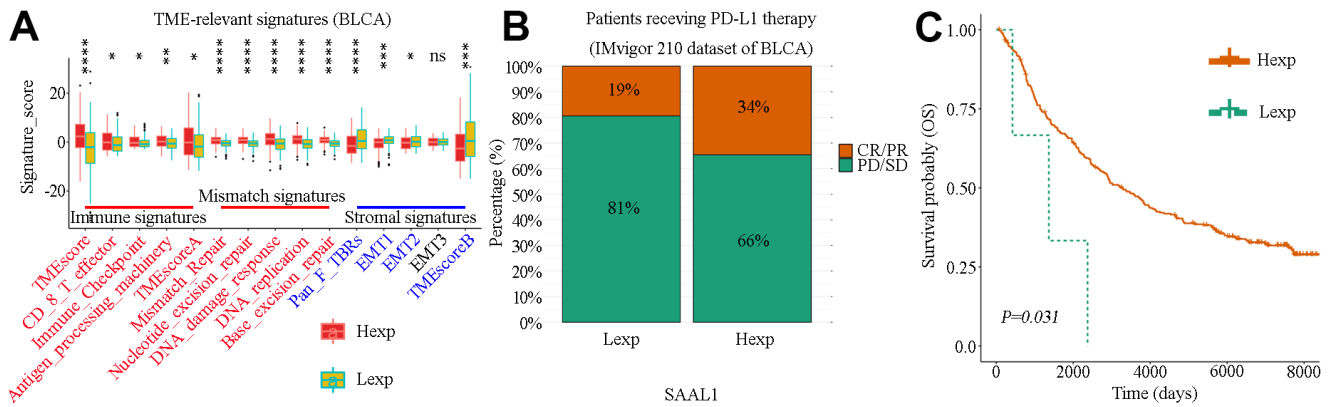 A
TME-relevant signatures (BLCA)
**** * * ** * **** **** **** **** **** **** *** * ns ***
Signature_score
20
0
-20
Mismatch signatures
Immune signatures
Stromal signatures
TMEscore
CD_8_T_effector
Immune_Checkpoint
Antigen_processing_machinery
TMEscoreA
Mismatch_Repair
Nucleotide_excision_repair
DNA_damage_response
DNA_replication
Base_excision_repair
Pan_F_TBRs
EMT1
EMT2
EMT3
TMEscoreB
a Hexp
a Lexp
B
Patients receving PD-L1 therapy
(IMvigor 210 dataset of BLCA)
Percentage (%)
100%
90%
80%
70%
60%
50%
40%
30%
20%
10%
0%
19%
81%
34%
66%
CR/PR
PD/SD
Lexp
Hexp
SAAL1
C
Survival probably (OS)
1.00
0.75
0.50
0.25
0.0
Hexp
Lexp
P=0.031
0
2000
4000
6000
8000
Time (days)